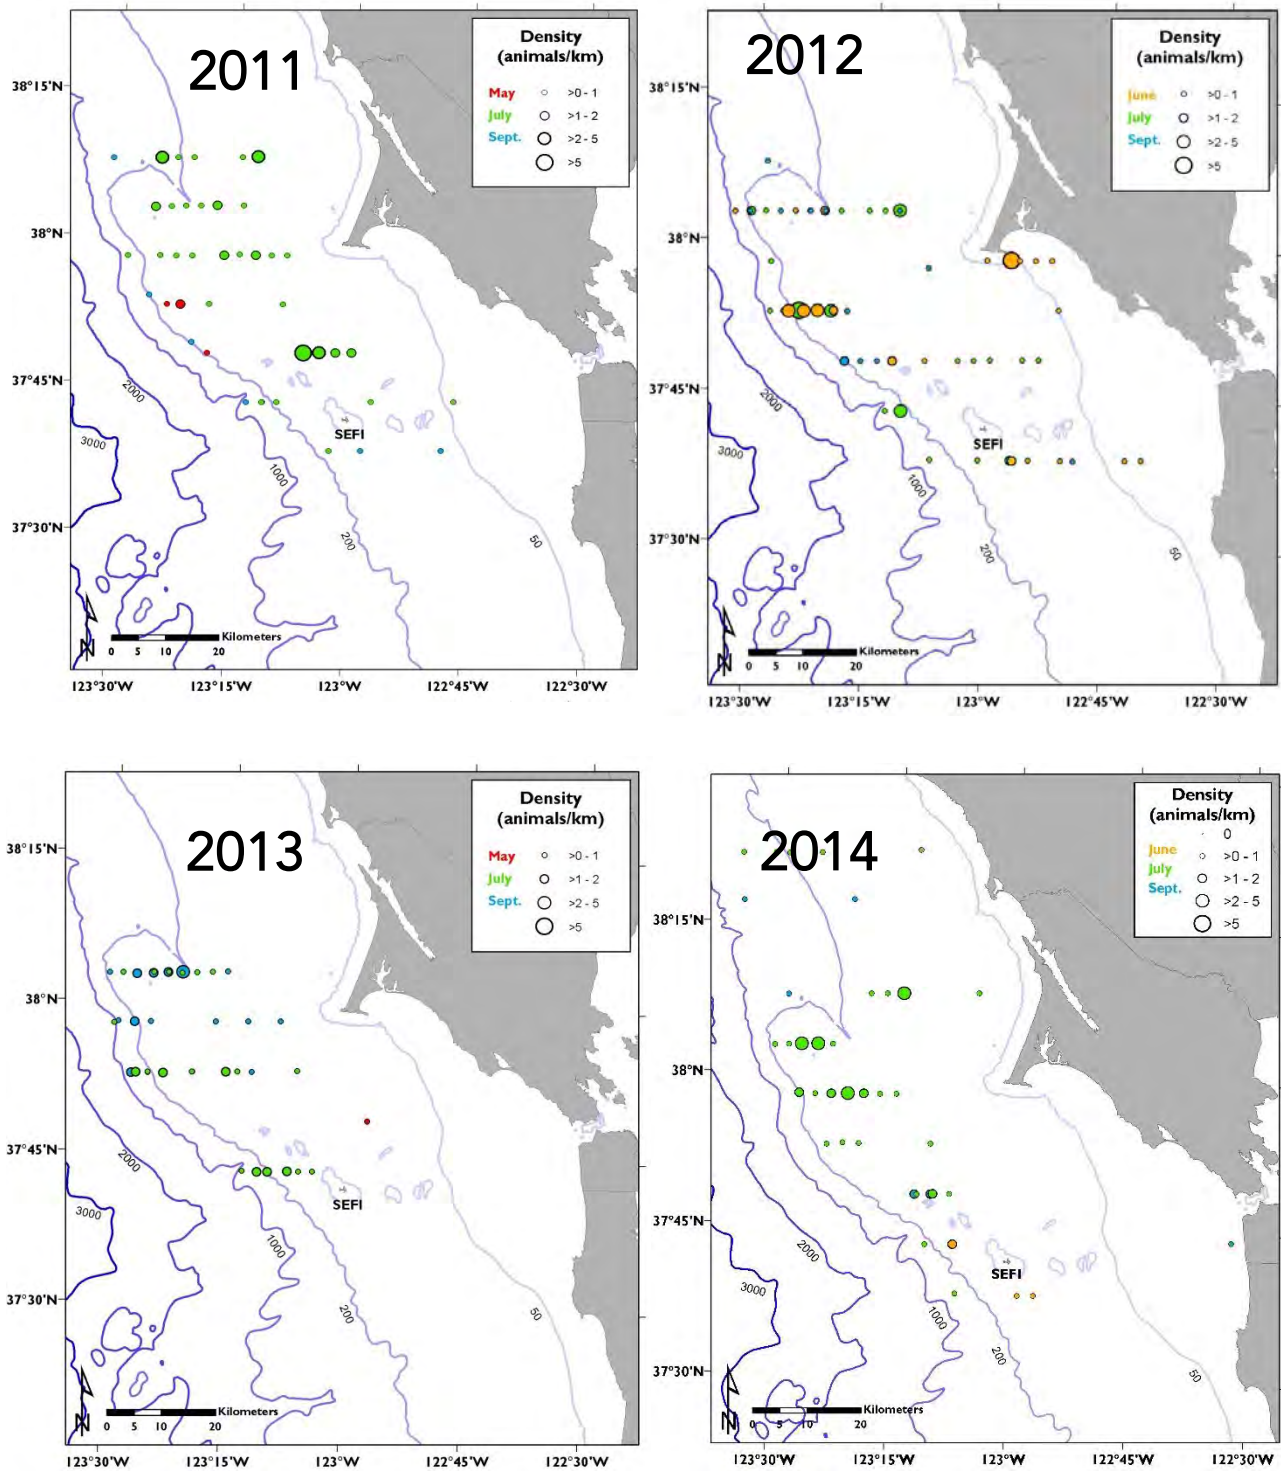 2011
Density
(animals/km)
May >0 - 1
July >1 - 2
Sept. >2 - 5
>5
38°15'N
38°N
37°45'N
37°30'N
2000
3000
1000
200
50
SEFI
N
Kilometers
0 5 10 20
123°30'W 123°15'W 123°W 122°45'W 122°30'W
2012
Density
(animals/km)
June >0 - 1
July >1 - 2
Sept. >2 - 5
>5
38°15'N
38°N
37°45'N
37°30'N
2000
3000
1000
200
50
SEFI
N
Kilometers
0 5 10 20
123°30'W 123°15'W 123°W 122°45'W 122°30'W
2013
Density
(animals/km)
May >0 - 1
July >1 - 2
Sept. >2 - 5
>5
38°15'N
38°N
37°45'N
37°30'N
2000
3000
1000
200
50
SEFI
N
Kilometers
0 5 10 20
123°30'W 123°15'W 123°W 122°45'W 122°30'W
2014
Density
(animals/km)
0
June >0 - 1
July >1 - 2
Sept. >2 - 5
>5
38°15'N
38°N
37°45'N
37°30'N
2000
3000
1000
200
50
SEFI
N
Kilometers
0 5 10 20
123°30'W 123°15'W 123°W 122°45'W 122°30'W